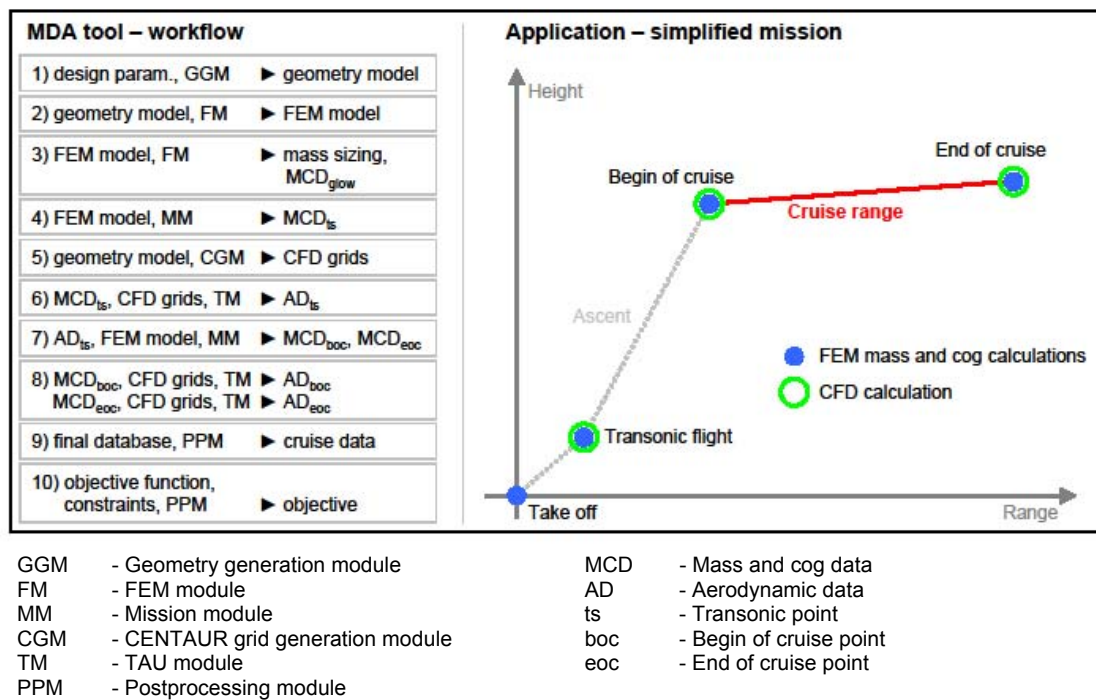 MDA tool – workflow
1) design param., GGM ► geometry model
2) geometry model, FM ► FEM model
3) FEM model, FM ► mass sizing,
MCDglow
4) FEM model, MM ► MCDts
5) geometry model, CGM ► CFD grids
6) MCDts, CFD grids, TM ► ADts
7) ADts, FEM model, MM ► MCDboc, MCDeoc
8) MCDboc, CFD grids, TM ► ADboc
MCDeoc, CFD grids, TM ► ADeoc
9) final database, PPM ► cruise data
10) objective function,
constraints, PPM ► objective
Application – simplified mission
Height
End of cruise
Begin of cruise
Cruise range
Ascent
FEM mass and cog calculations
CFD calculation
Transonic flight
Take off
Range
GGM - Geometry generation module
FM - FEM module
MM - Mission module
CGM - CENTAUR grid generation module
TM - TAU module
PPM - Postprocessing module
MCD - Mass and cog data
AD - Aerodynamic data
ts - Transonic point
boc - Begin of cruise point
eoc - End of cruise point